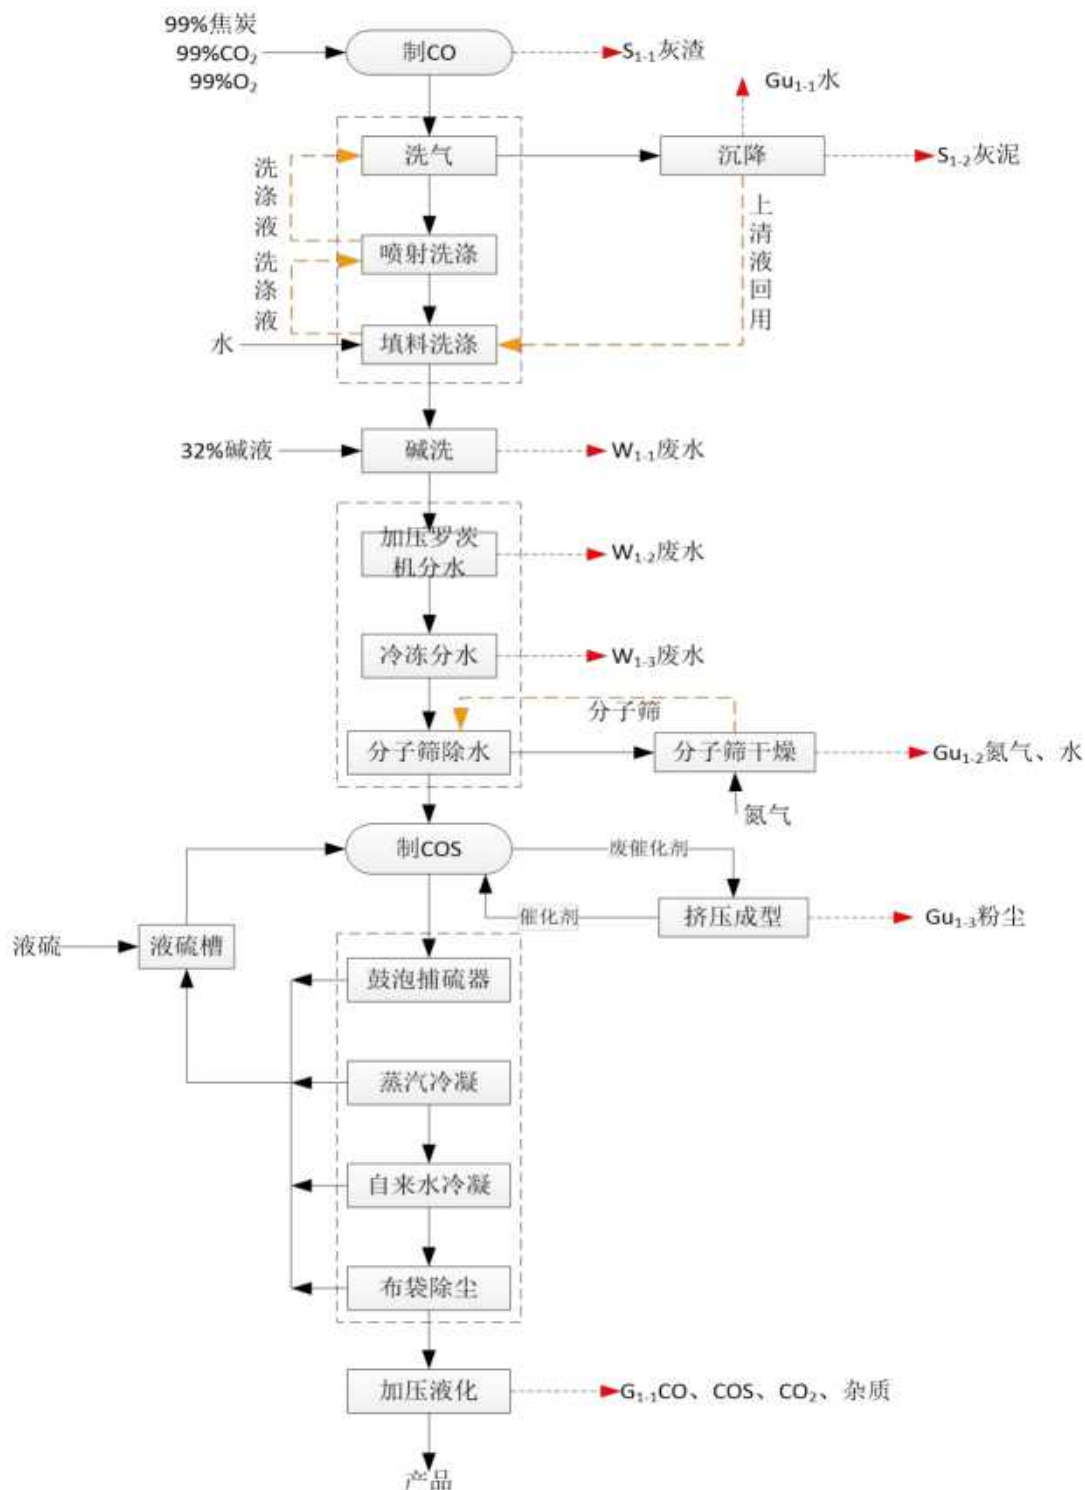 99%焦炭
99%CO₂
99%O₂
制CO
S₁₋₁灰渣
Gu₁₋₁水
洗气
沉降
S₁₋₂灰泥
洗涤液
上清液回用
喷射洗涤
洗涤液
水
填料洗涤
32%碱液
碱洗
W₁₋₁废水
加压罗茨
机分水
W₁₋₂废水
冷冻分水
W₁₋₃废水
分子筛
分子筛除水
分子筛干燥
Gu₁₋₂氮气、水
氮气
制COS
废催化剂
催化剂
挤压成型
Gu₁₋₃粉尘
液硫
液硫槽
鼓泡捕硫器
蒸汽冷凝
自来水冷凝
布袋除尘
加压液化
G₁₋₁CO、COS、CO₂、杂质
产品